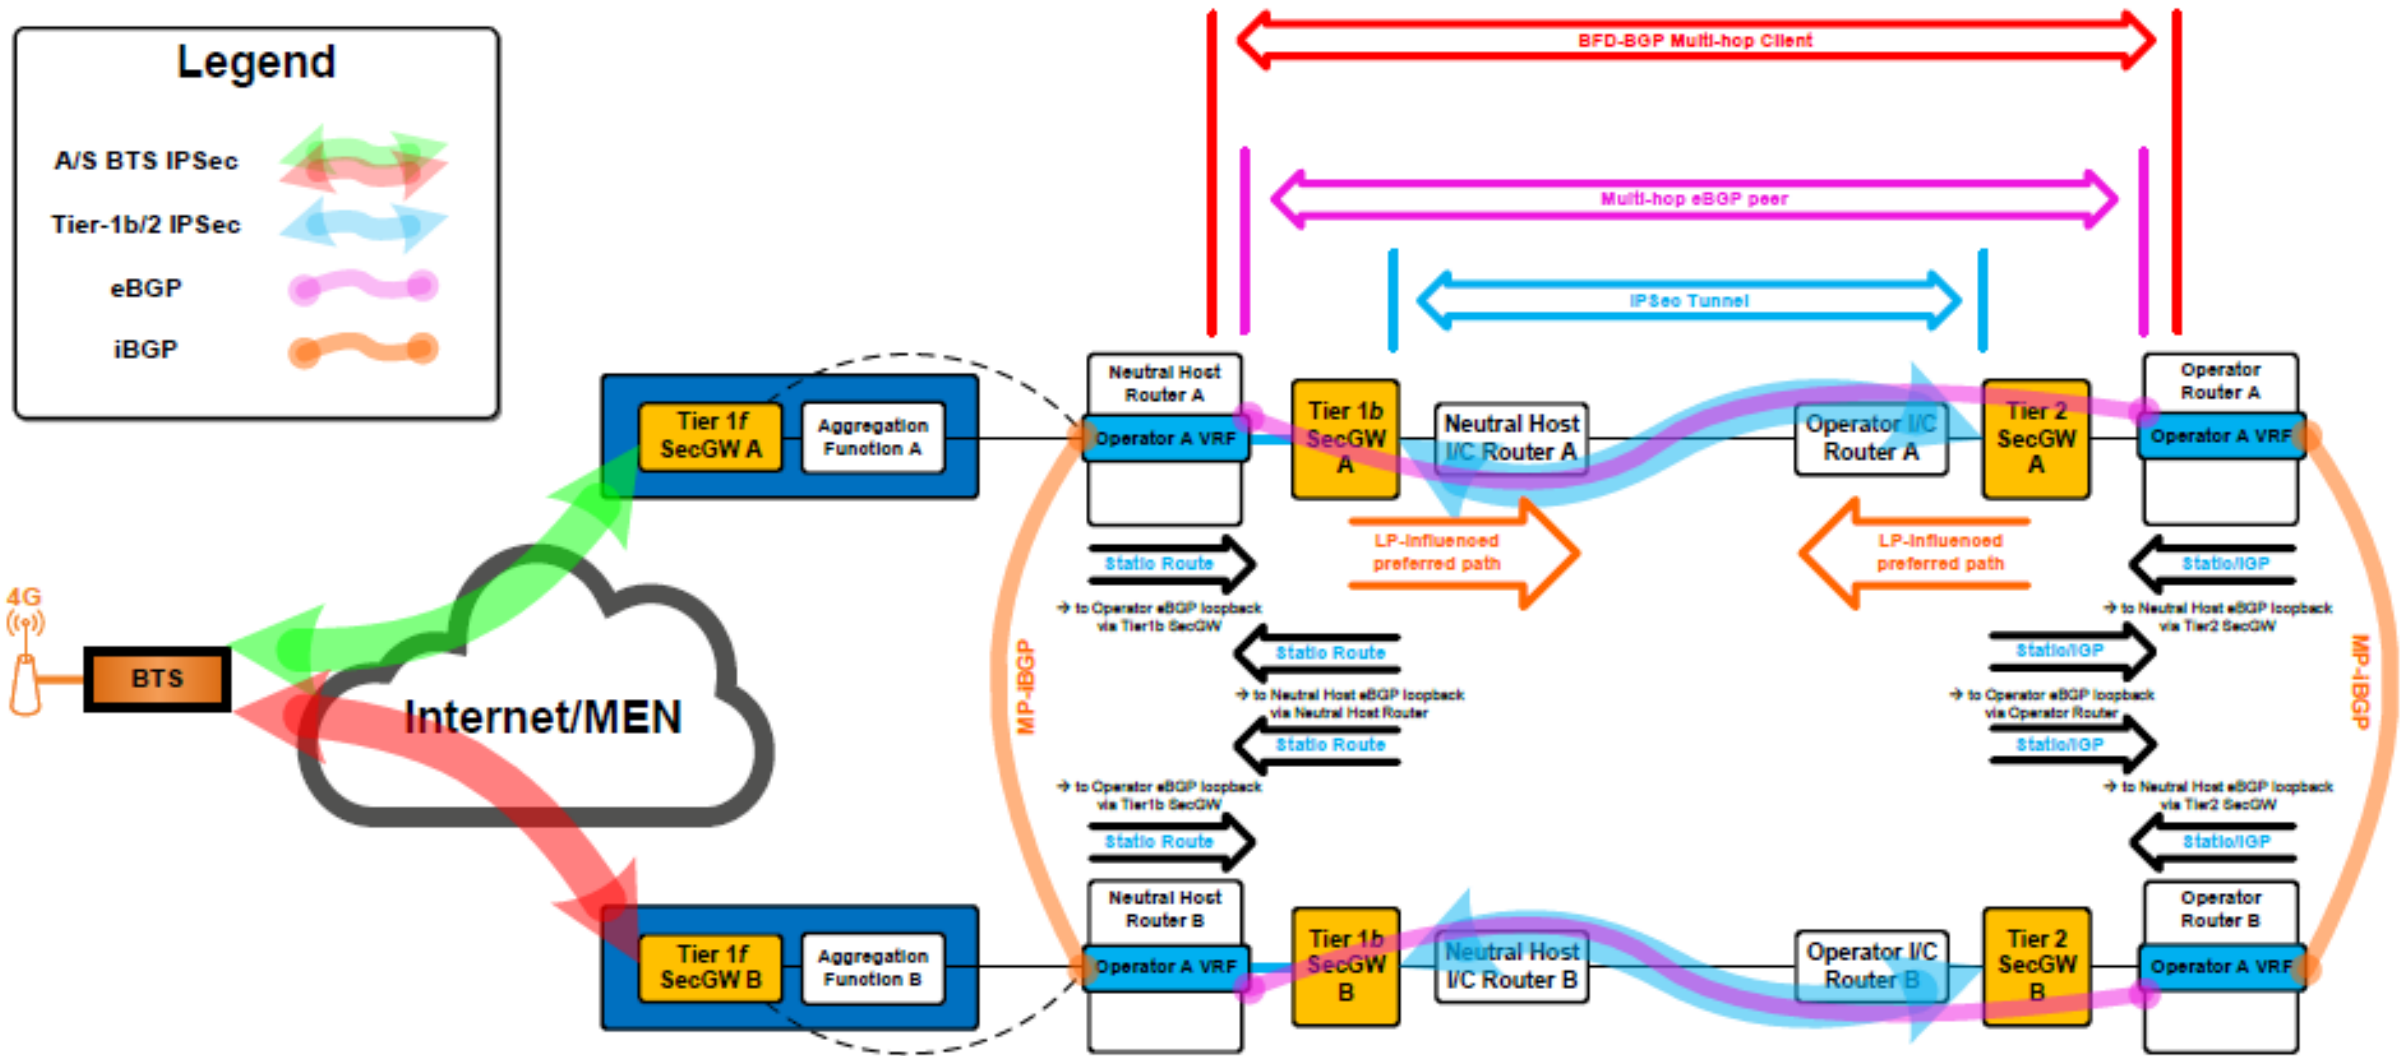 Legend
A/S BTS IPSec
Tier-1b/2 IPSec
eBGP
iBGP
BFD-BGP Multi-hop Client
Multi-hop eBGP peer
IPSec Tunnel
Tier 1f
SecGW A
Aggregation
Function A
Neutral Host
Router A
Operator A VRF
Tier 1b
SecGW
A
Neutral Host
I/C Router A
Operator I/C
Router A
Tier 2
SecGW
A
Operator
Router A
Operator A VRF
LP-Influenced
preferred path
LP-Influenced
preferred path
Static Route
→ to Operator eBGP loopback
via Tier1b SecGW
Static Route
→ to Neutral Host eBGP loopback
via Neutral Host Router
Static Route
→ to Operator eBGP loopback
via Tier1b SecGW
Static Route
Static/IGP
→ to Neutral Host eBGP loopback
via Tier2 SecGW
Static/IGP
→ to Operator eBGP loopback
via Operator Router
Static/IGP
→ to Neutral Host eBGP loopback
via Tier2 SecGW
Static/IGP
MP-iBGP
MP-iBGP
4G
BTS
Internet/MEN
Tier 1f
SecGW B
Aggregation
Function B
Neutral Host
Router B
Operator A VRF
Tier 1b
SecGW
B
Neutral Host
I/C Router B
Operator I/C
Router B
Tier 2
SecGW
B
Operator
Router B
Operator A VRF